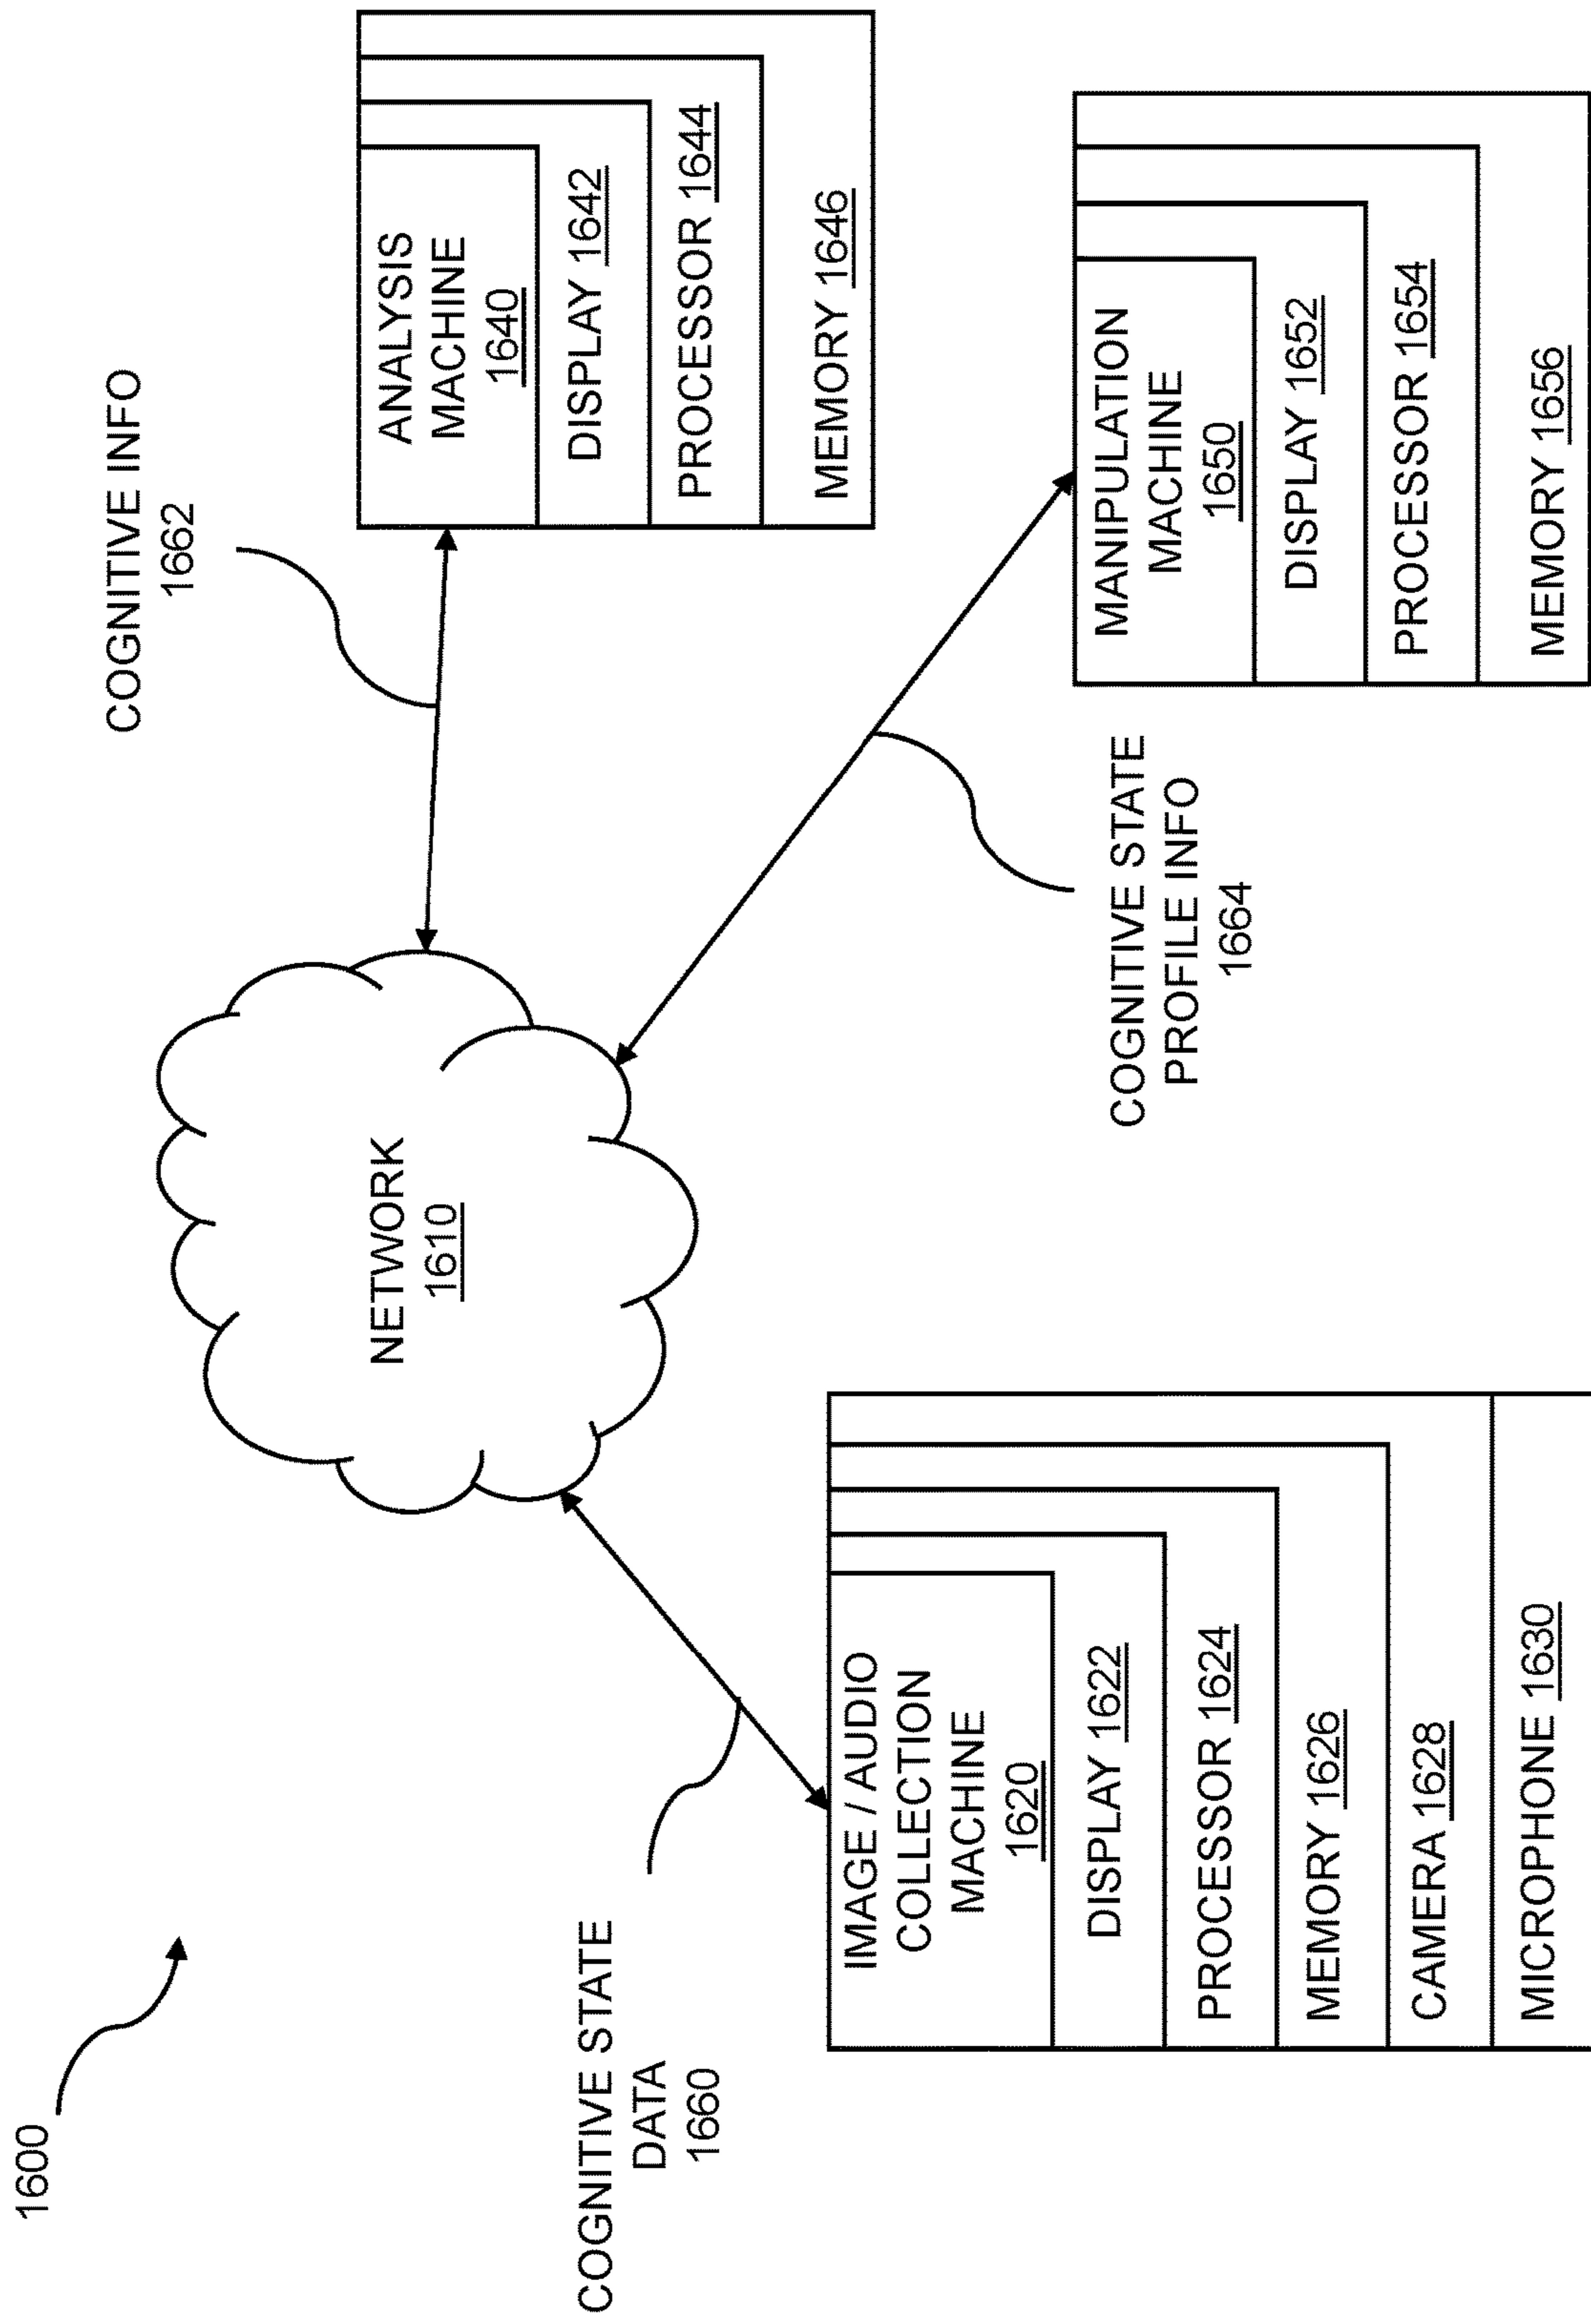 1600
NETWORK
1610
COGNITIVE INFO
1662
COGNITIVE STATE
DATA
1660
ANALYSIS
MACHINE
1640
DISPLAY 1642
PROCESSOR 1644
MEMORY 1646
IMAGE / AUDIO
COLLECTION
MACHINE
1620
DISPLAY 1622
PROCESSOR 1624
MEMORY 1626
CAMERA 1628
MICROPHONE 1630
COGNITIVE STATE
PROFILE INFO
1664
MANIPULATION
MACHINE
1650
DISPLAY 1652
PROCESSOR 1654
MEMORY 1656